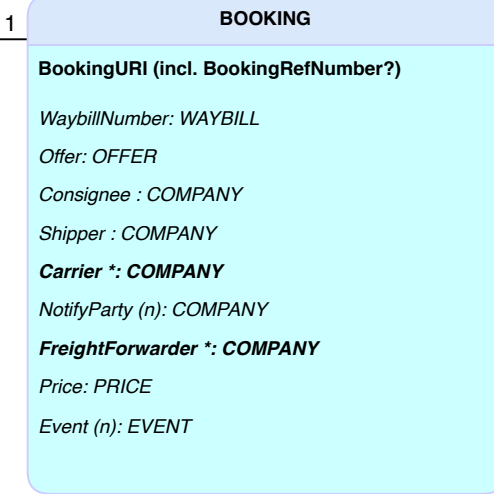 1
BOOKING
BookingURI (incl. BookingRefNumber?)
WaybillNumber: WAYBILL
Offer: OFFER
Consignee : COMPANY
Shipper : COMPANY
Carrier *: COMPANY
NotifyParty (n): COMPANY
FreightForwarder *: COMPANY
Price: PRICE
Event (n): EVENT